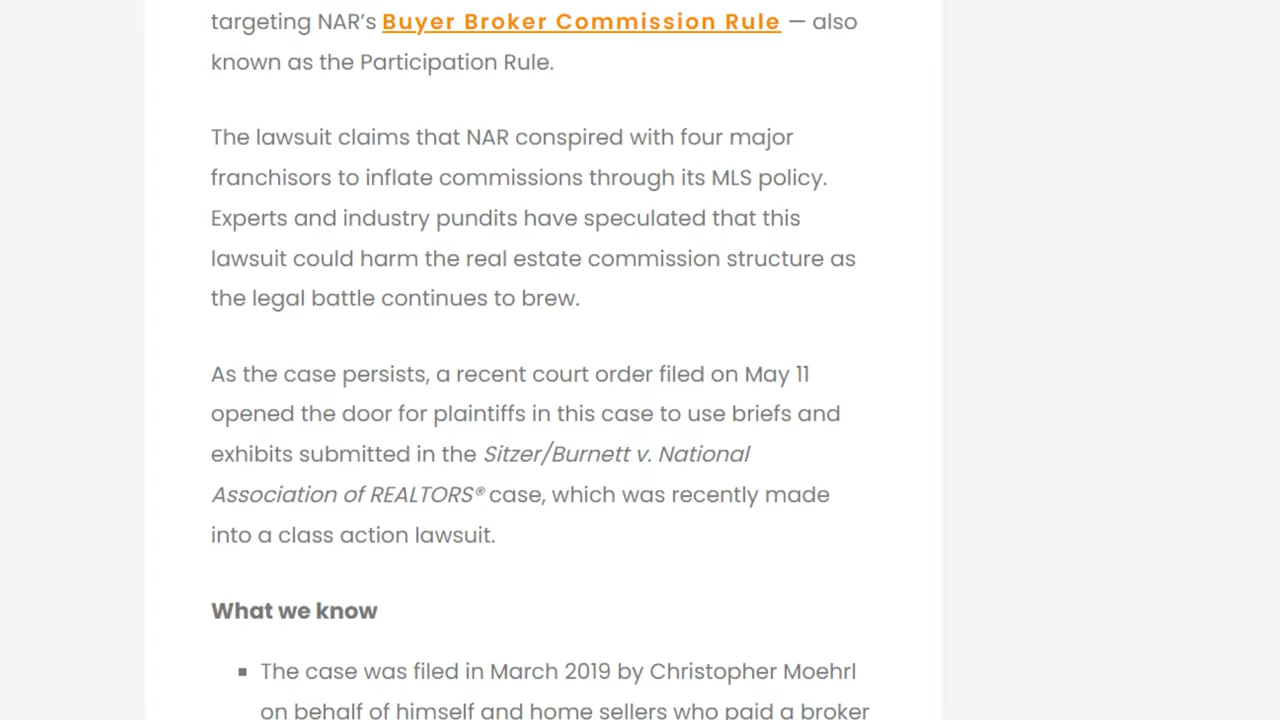 targeting NAR’s Buyer Broker Commission Rule — also
known as the Participation Rule.
The lawsuit claims that NAR conspired with four major
franchisors to inflate commissions through its MLS policy.
Experts and industry pundits have speculated that this
lawsuit could harm the real estate commission structure as
the legal battle continues to brew.
As the case persists, a recent court order filed on May 11
opened the door for plaintiffs in this case to use briefs and
exhibits submitted in the Sitzer/Burnett v. National
Association of REALTORS® case, which was recently made
into a class action lawsuit.
What we know
▪ The case was filed in March 2019 by Christopher Moehrl
on behalf of himself and home sellers who paid a broker